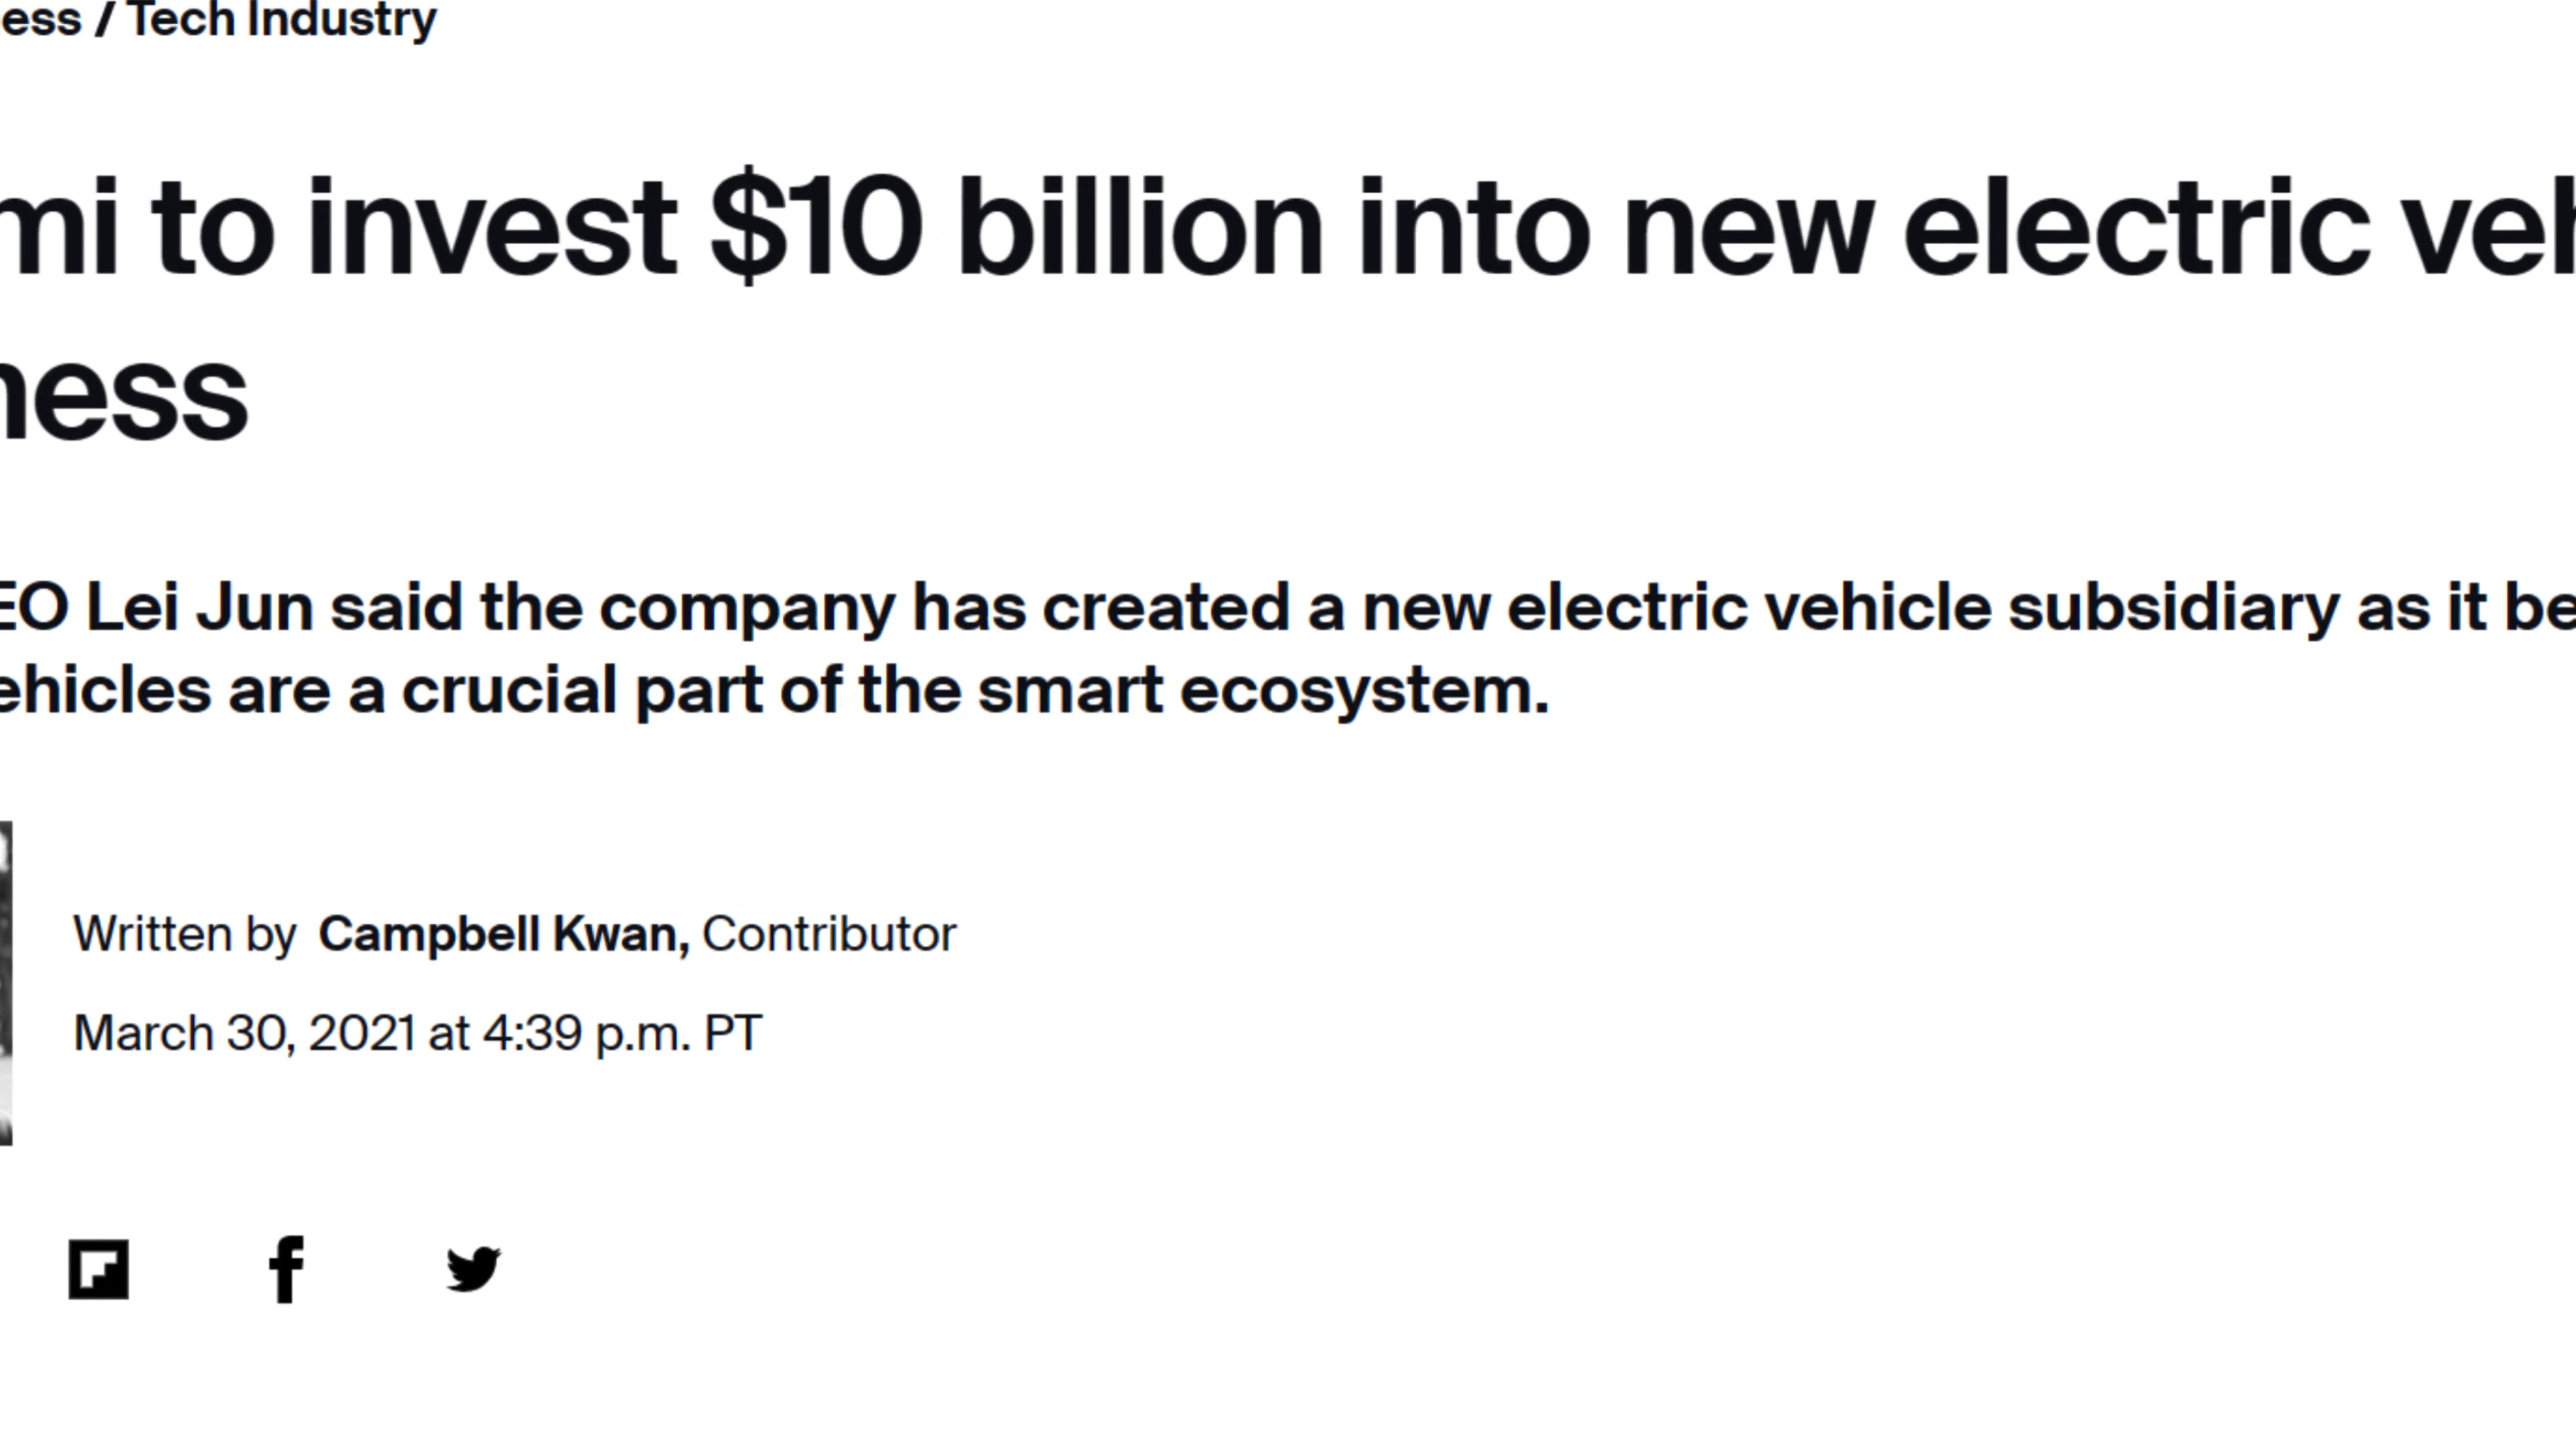 ess / Tech Industry
mi to invest $10 billion into new electric veh
ness
EO Lei Jun said the company has created a new electric vehicle subsidiary as it be
ehicles are a crucial part of the smart ecosystem.
Written by Campbell Kwan, Contributor
March 30, 2021 at 4:39 p.m. PT